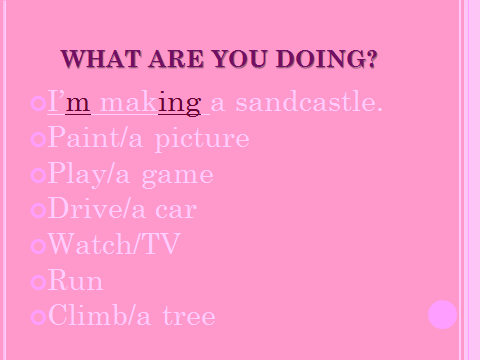 WHAT ARE YOU DOING?
I'm making a sandcastle.
Paint/a picture
Play/a game
Drive/a car
Watch/TV
Run
Climb/a tree